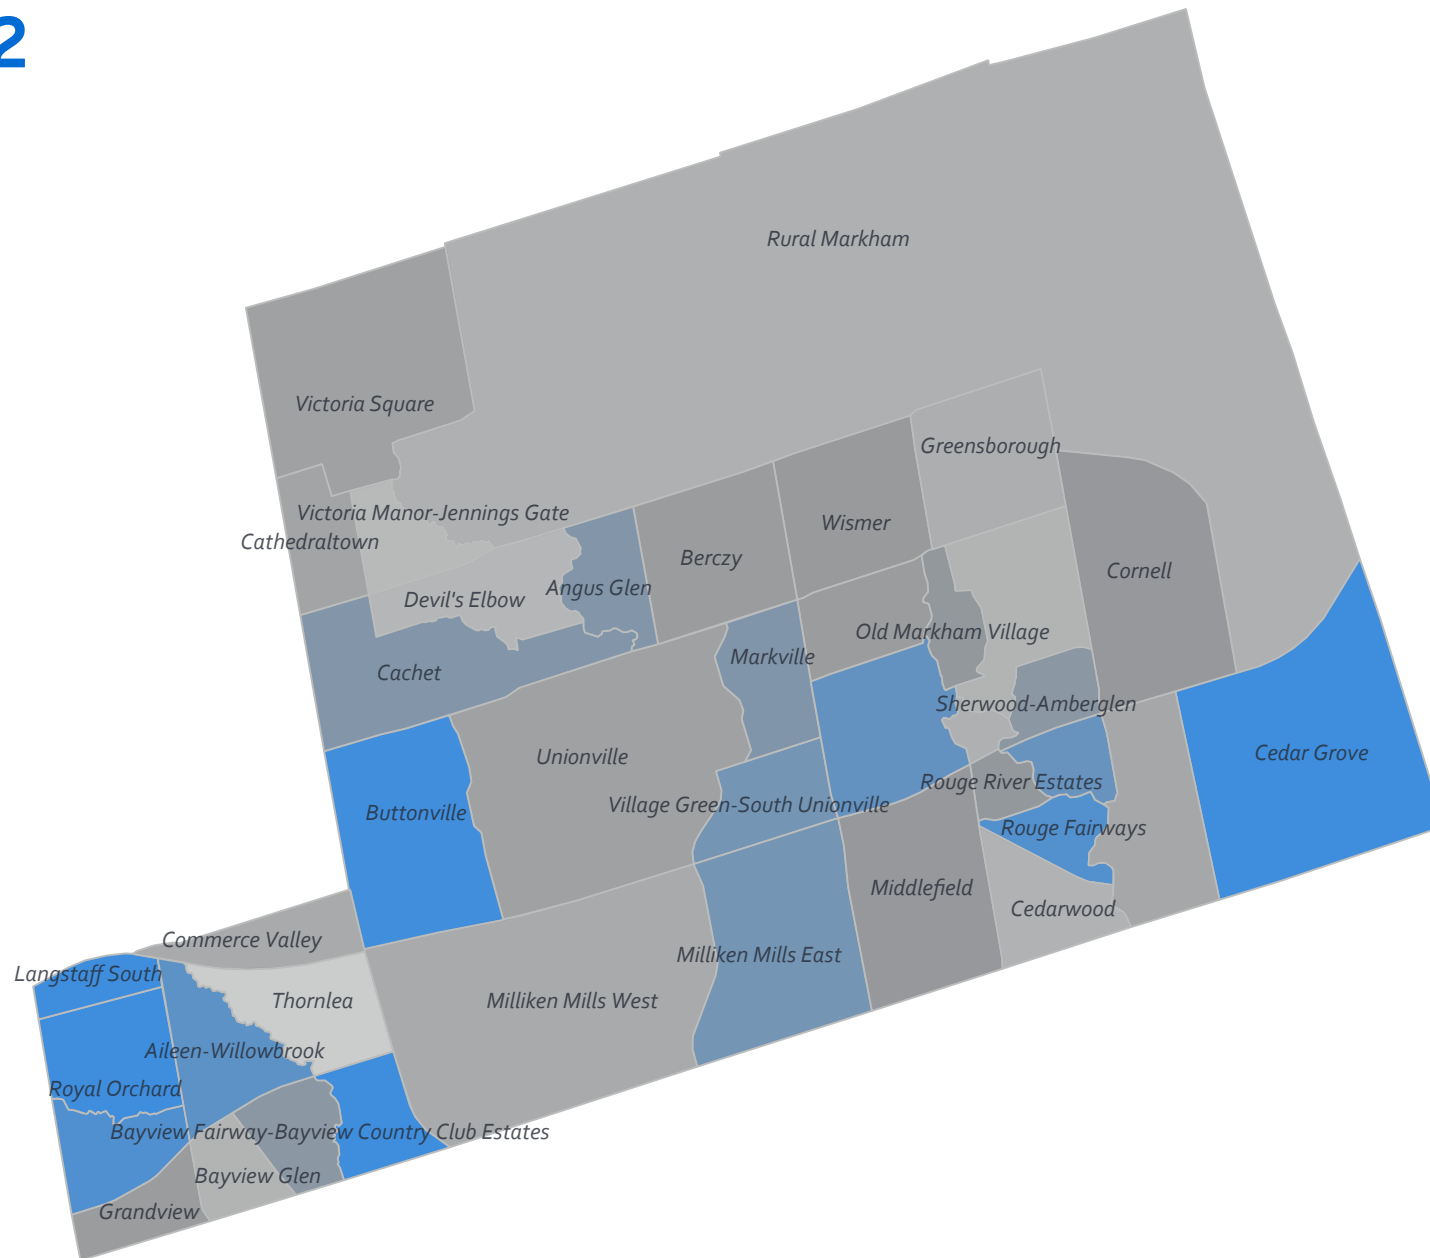 2
Rural Markham
Victoria Square
Greensborough
Victoria Manor-Jennings Gate
Wismer
Cathedraltown
Berczy
Cornell
Angus Glen
Devil's Elbow
Old Markham Village
Markville
Cachet
Sherwood-Amberglen
Cedar Grove
Unionville
Rouge River Estates
Village Green-South Unionville
Buttonville
Rouge Fairways
Middlefield
Cedarwood
Commerce Valley
Milliken Mills East
Langstaff South
Thornlea
Milliken Mills West
Aileen-Willowbrook
Royal Orchard
Bayview Fairway-Bayview Country Club Estates
Bayview Glen
Grandview